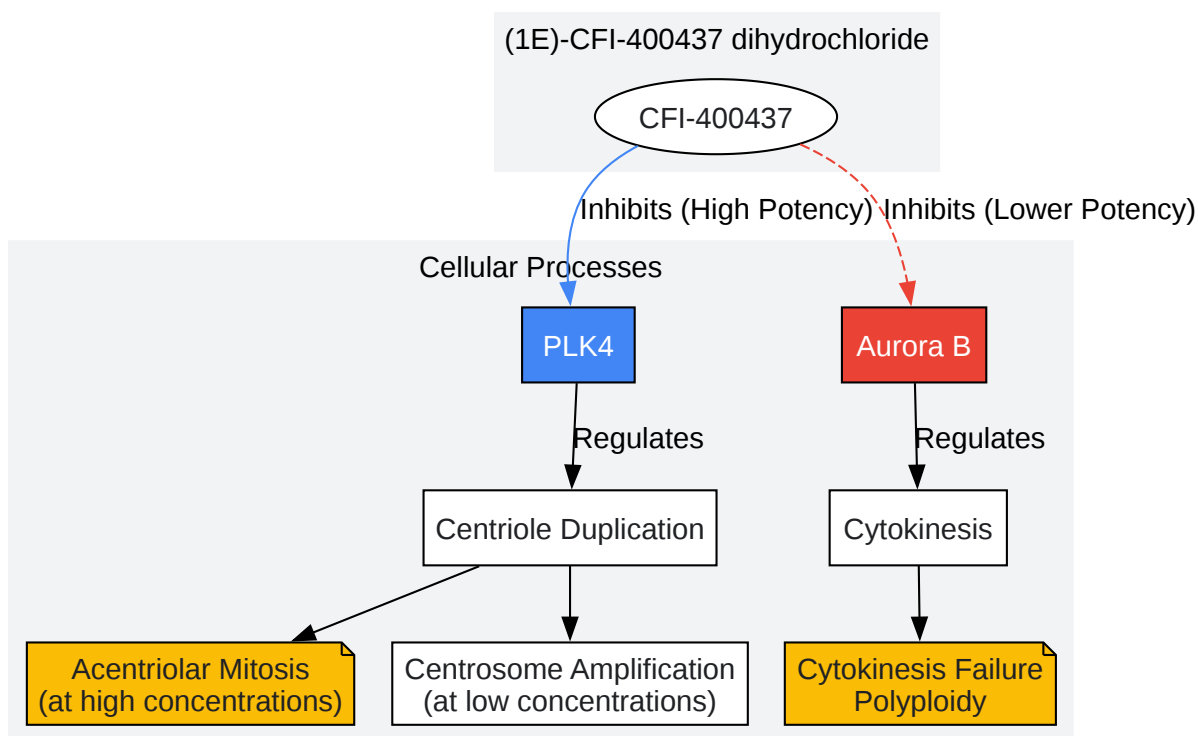 (1E)-CFI-400437 dihydrochloride
CFI-400437
Inhibits (High Potency)
Inhibits (Lower Potency)
Cellular Processes
PLK4
Aurora B
Regulates
Regulates
Centriole Duplication
Cytokinesis
Acentriolar Mitosis
(at high concentrations)
Centrosome Amplification
(at low concentrations)
Cytokinesis Failure
Polyploidy